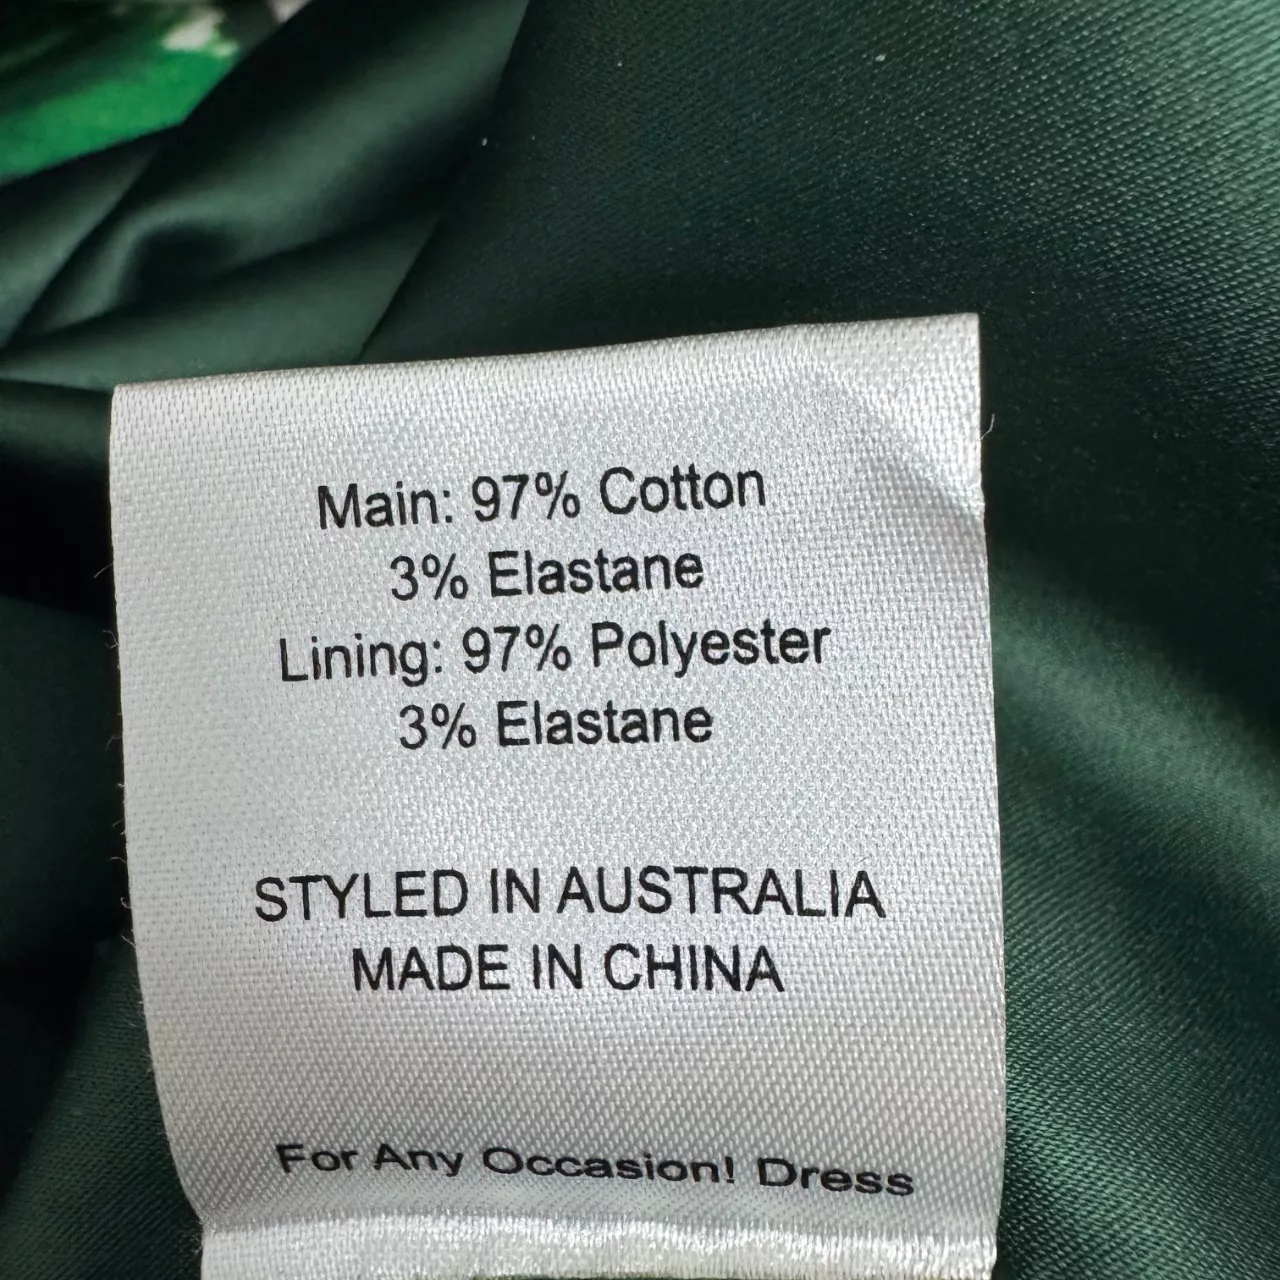 Main: 97% Cotton
3% Elastane
Lining: 97% Polyester
3% Elastane
STYLED IN AUSTRALIA
MADE IN CHINA
For Any Occasion! Dress